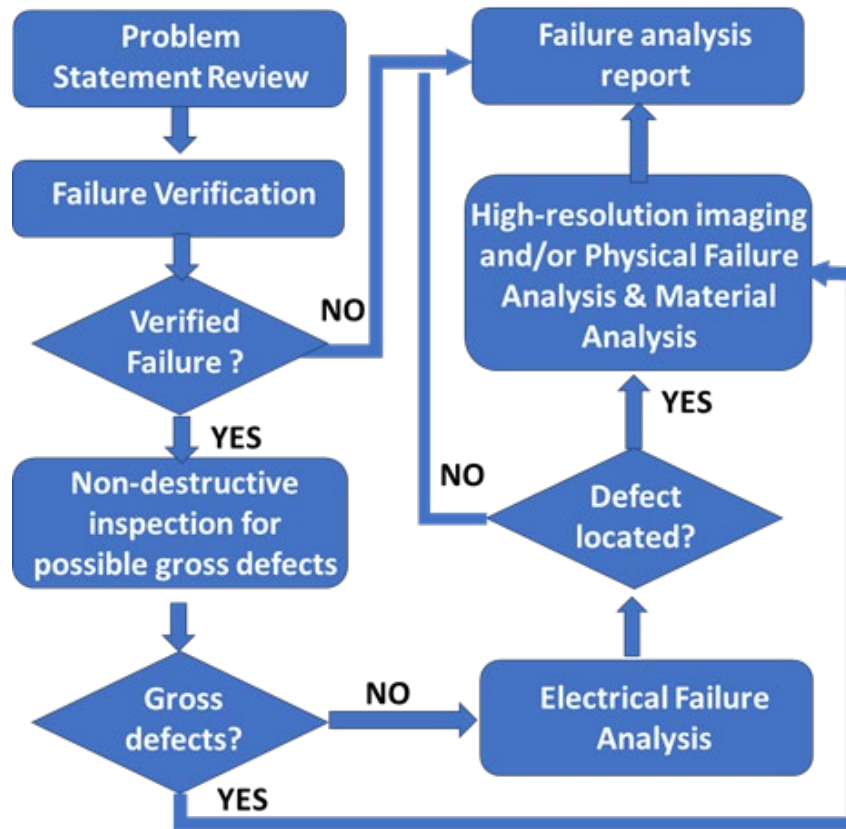 Problem
Statement Review
Failure Verification
Verified
Failure ?
NO
YES
Non-destructive
inspection for
possible gross defects
Gross
defects?
NO
YES
Electrical Failure
Analysis
Defect
located?
NO
YES
High-resolution imaging
and/or Physical Failure
Analysis & Material
Analysis
Failure analysis
report